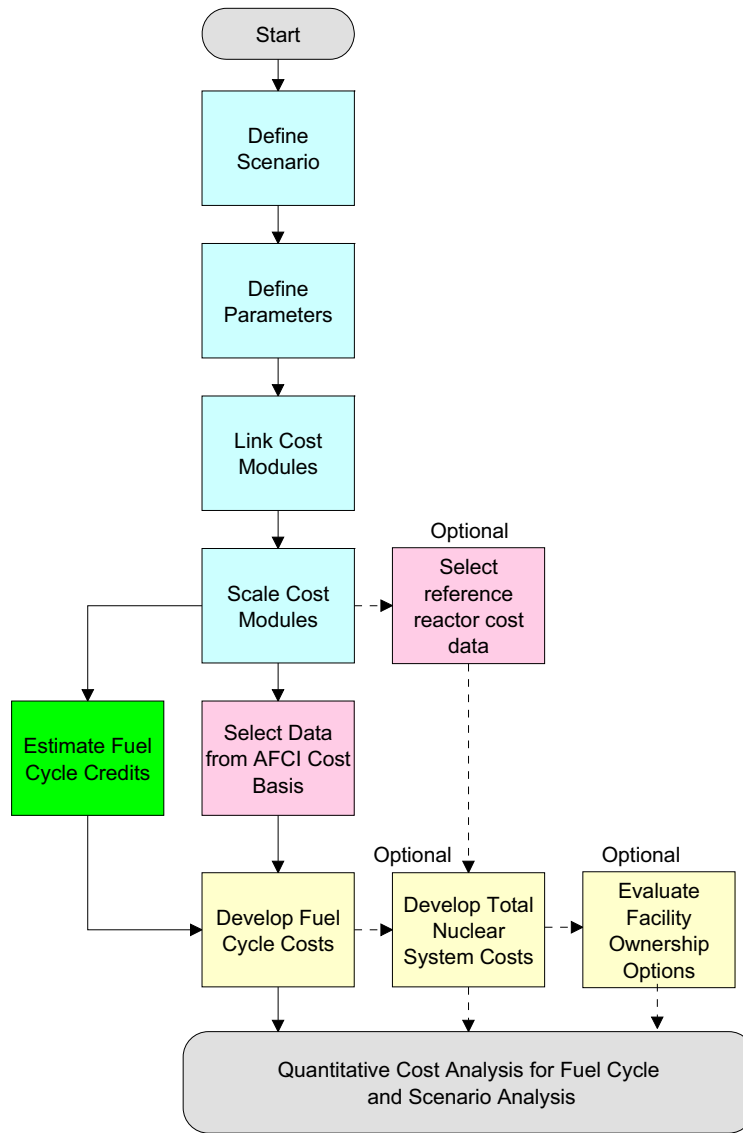 Start
Define
Scenario
Define
Parameters
Link Cost
Modules
Scale Cost
Modules
Optional
Select
reference
reactor cost
data
Estimate Fuel
Cycle Credits
Select Data
from AFCI Cost
Basis
Develop Fuel
Cycle Costs
Optional
Develop Total
Nuclear
System Costs
Optional
Evaluate
Facility
Ownership
Options
Quantitative Cost Analysis for Fuel Cycle
and Scenario Analysis